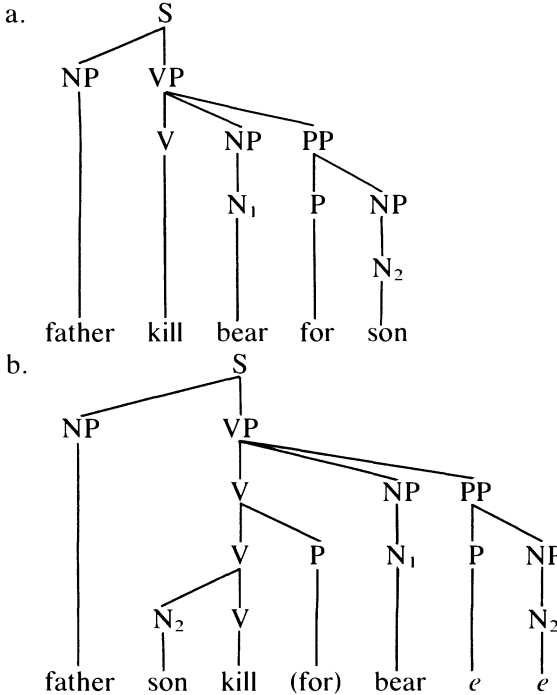 a.
S
NP VP
V NP PP
N₁ P NP
N₂
father kill bear for son
b.
S
NP VP
V NP PP
V P N₁ P NP
N₂ V N₂
father son kill (for) bear e e